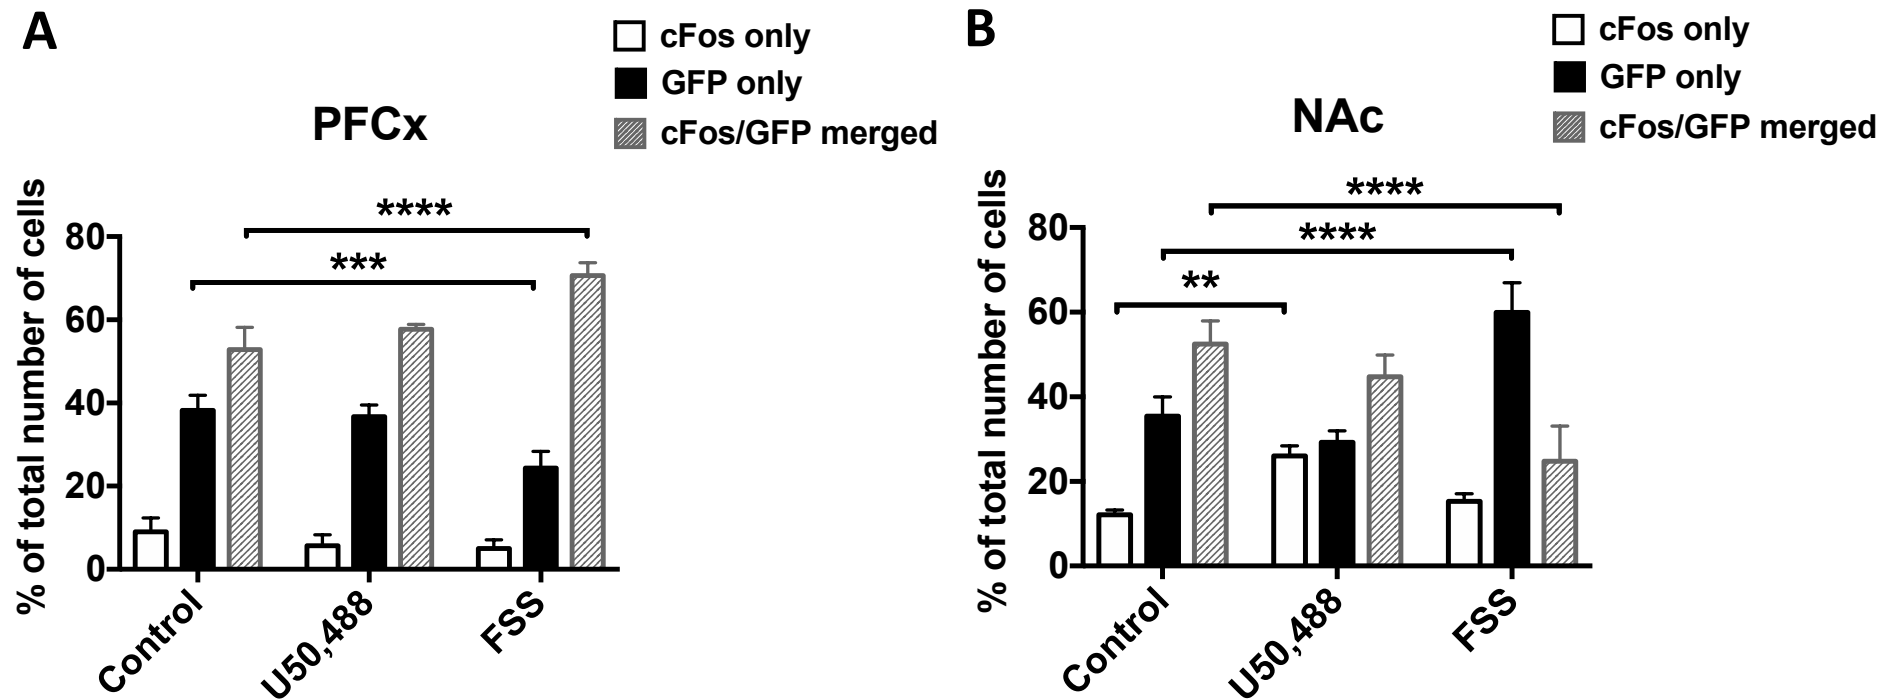 A
cFos only
GFP only
cFos/GFP merged
PFCx
% of total number of cells
80
60
40
20
0
****
***
Control
U50,488
FSS
B
cFos only
GFP only
cFos/GFP merged
NAc
% of total number of cells
80
60
40
20
0
****
****
**
Control
U50,488
FSS